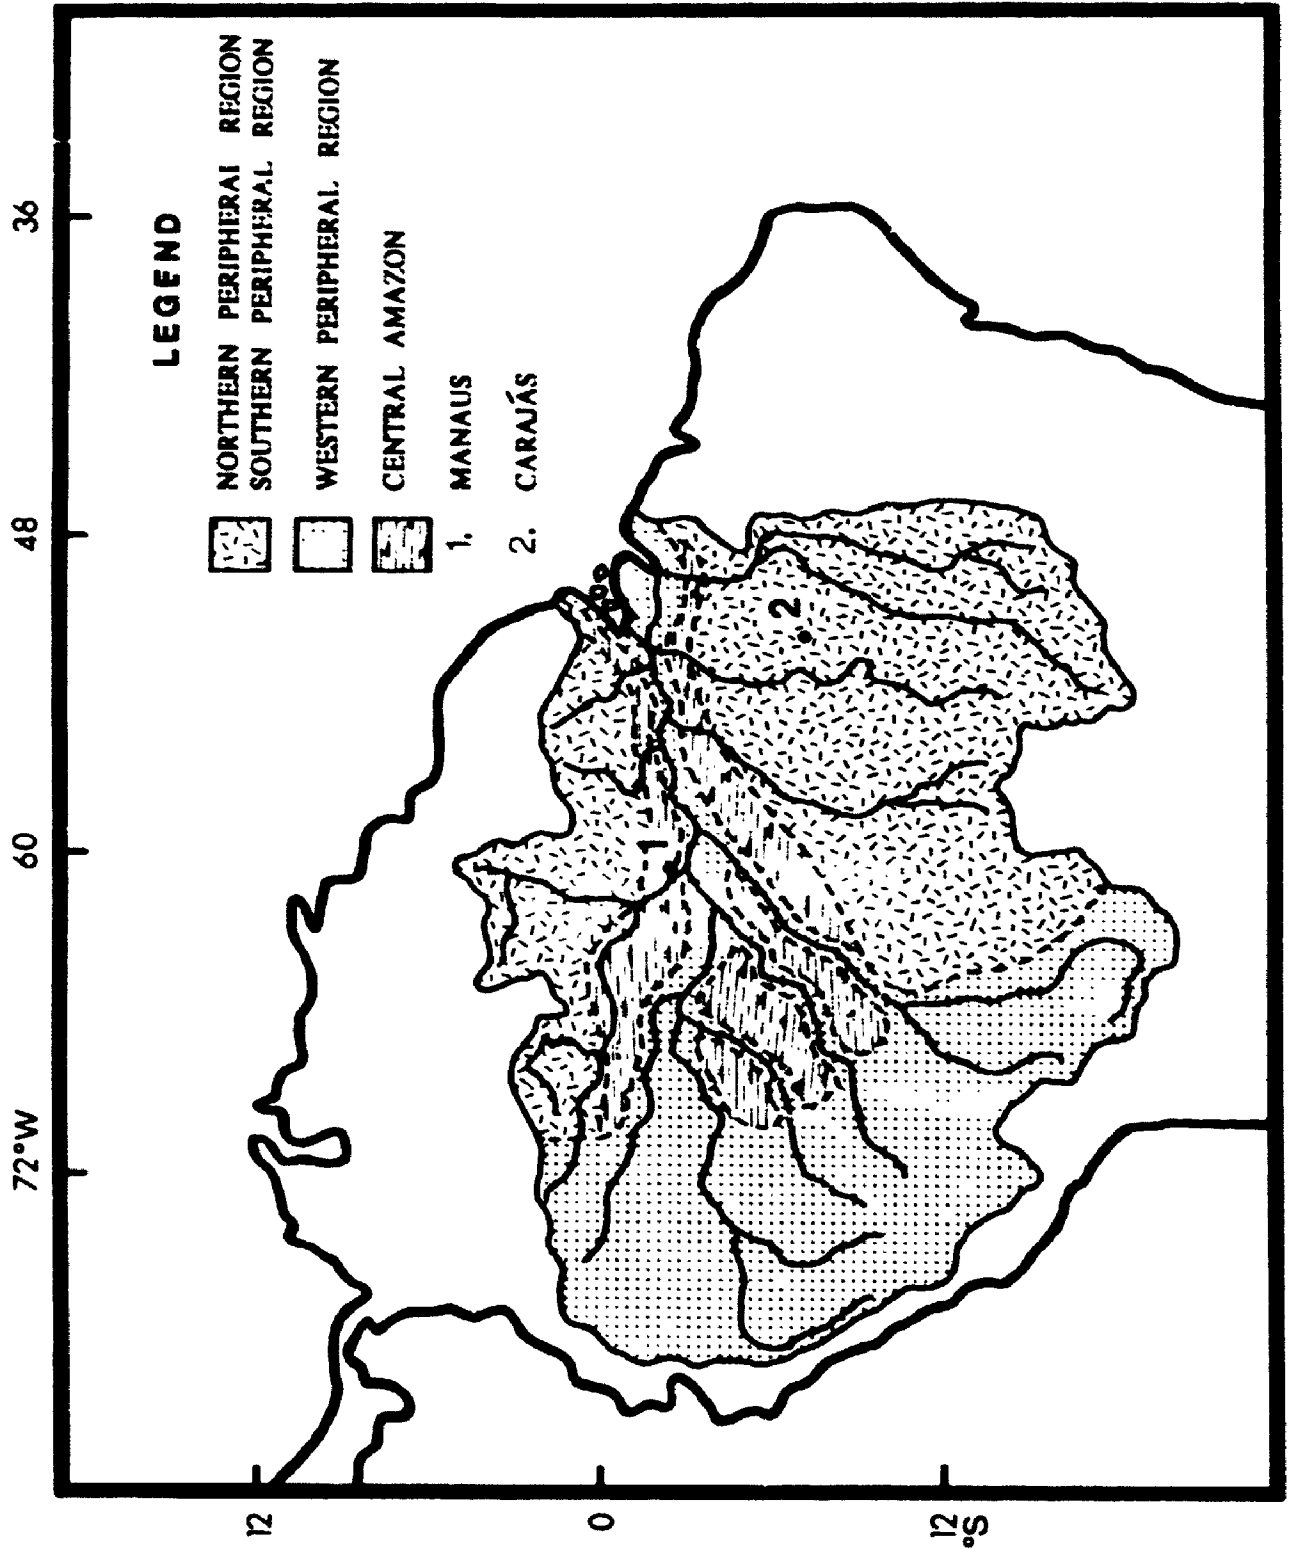 LEGEND
NORTHERN PERIPHERAl REGION
SOUTHERN PERIPHERAL REGION
WESTERN PERIPHERAL REGION
CENTRAL AMAZON
1. MANAUS
2. CARAJÁS
72°W
60
48
36
12
0
12
°S
1
2